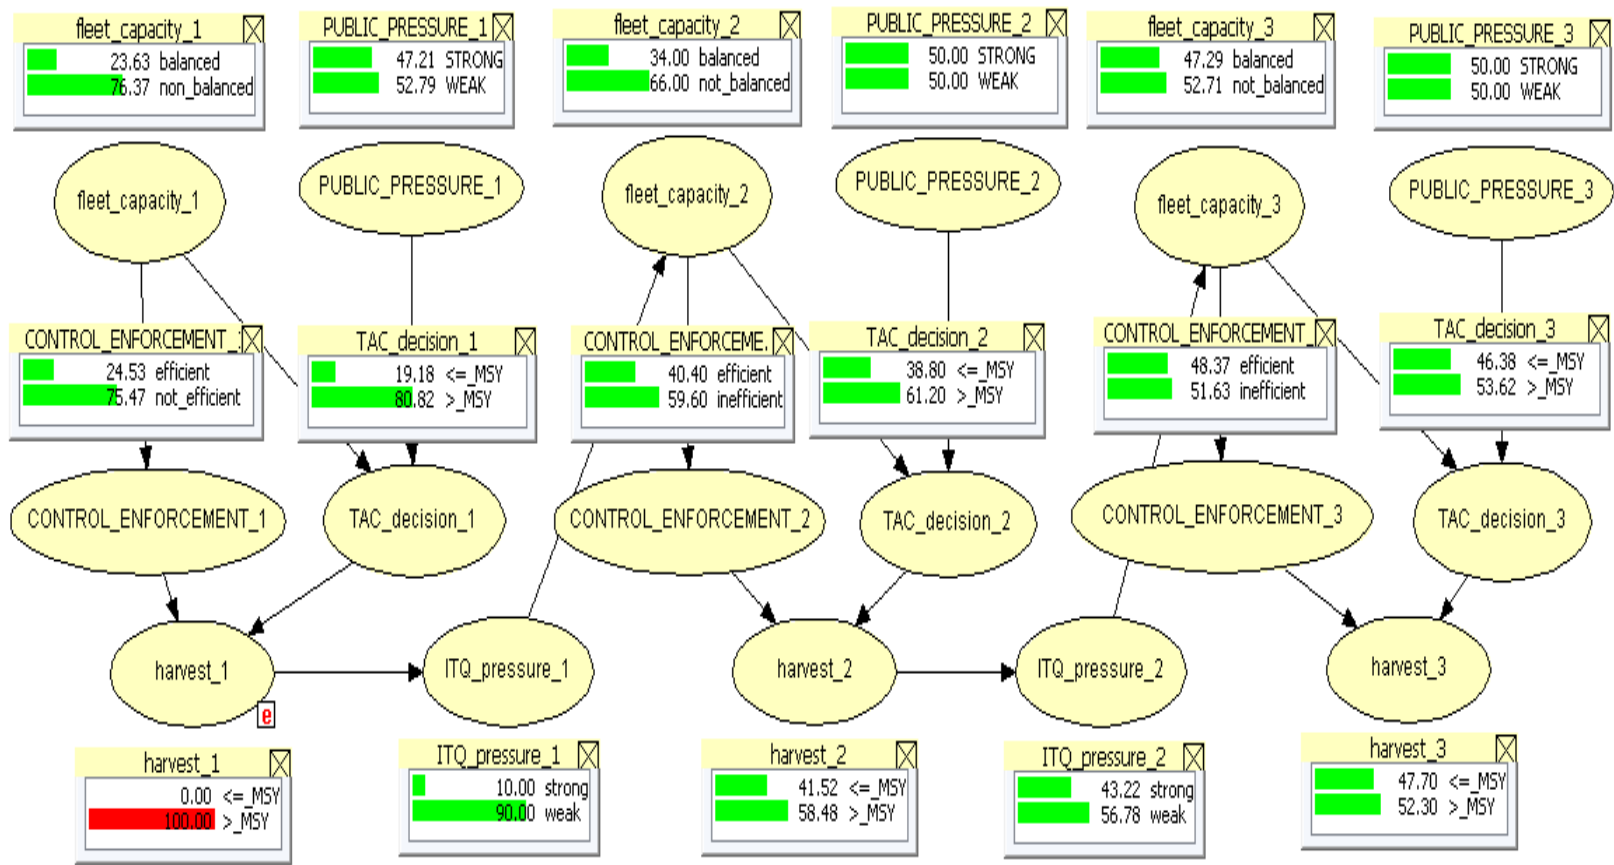 fleet_capacity_1
23.63 balanced
76.37 non_balanced
PUBLIC_PRESSURE_1
47.21 STRONG
52.79 WEAK
fleet_capacity_2
34.00 balanced
66.00 not_balanced
PUBLIC_PRESSURE_2
50.00 STRONG
50.00 WEAK
fleet_capacity_3
47.29 balanced
52.71 not_balanced
PUBLIC_PRESSURE_3
50.00 STRONG
50.00 WEAK
fleet_capacity_1
PUBLIC_PRESSURE_1
fleet_capacity_2
PUBLIC_PRESSURE_2
fleet_capacity_3
PUBLIC_PRESSURE_3
CONTROL_ENFORCEMENT_
24.53 efficient
75.47 not_efficient
TAC_decision_1
19.18 <=_MSY
80.82 >_MSY
CONTROL_ENFORCEME.
40.40 efficient
59.60 inefficient
TAC_decision_2
38.80 <=_MSY
61.20 >_MSY
CONTROL_ENFORCEMENT_
48.37 efficient
51.63 inefficient
TAC_decision_3
46.38 <=_MSY
53.62 >_MSY
CONTROL_ENFORCEMENT_1
TAC_decision_1
CONTROL_ENFORCEMENT_2
TAC_decision_2
CONTROL_ENFORCEMENT_3
TAC_decision_3
harvest_1
e
ITQ_pressure_1
harvest_2
ITQ_pressure_2
harvest_3
harvest_1
0.00 <=_MSY
100.00 >_MSY
ITQ_pressure_1
10.00 strong
90.00 weak
harvest_2
41.52 <=_MSY
58.48 >_MSY
ITQ_pressure_2
43.22 strong
56.78 weak
harvest_3
47.70 <=_MSY
52.30 >_MSY